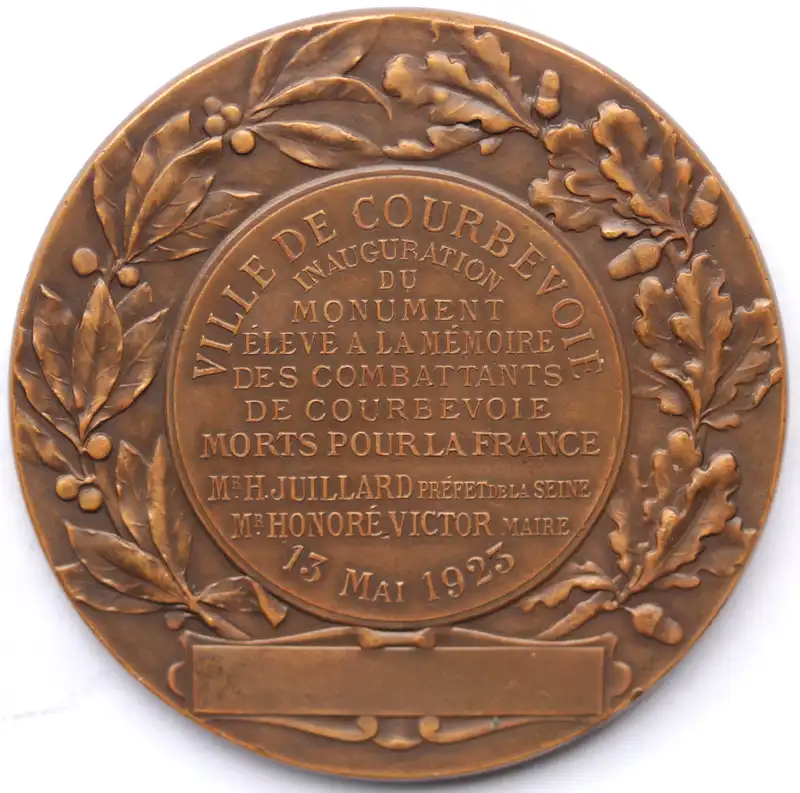 VILLE DE COURBEVOIE
INAUGURATION
DU
MONUMENT
ÉLEVÉ A LA MÉMOIRE
DES COMBATTANTS
DE COURBEVOIE
MORTS POUR LA FRANCE
MR H. JUILLARD PRÉFET DE LA SEINE
MR HONORÉ VICTOR MAIRE
13 MAI 1923